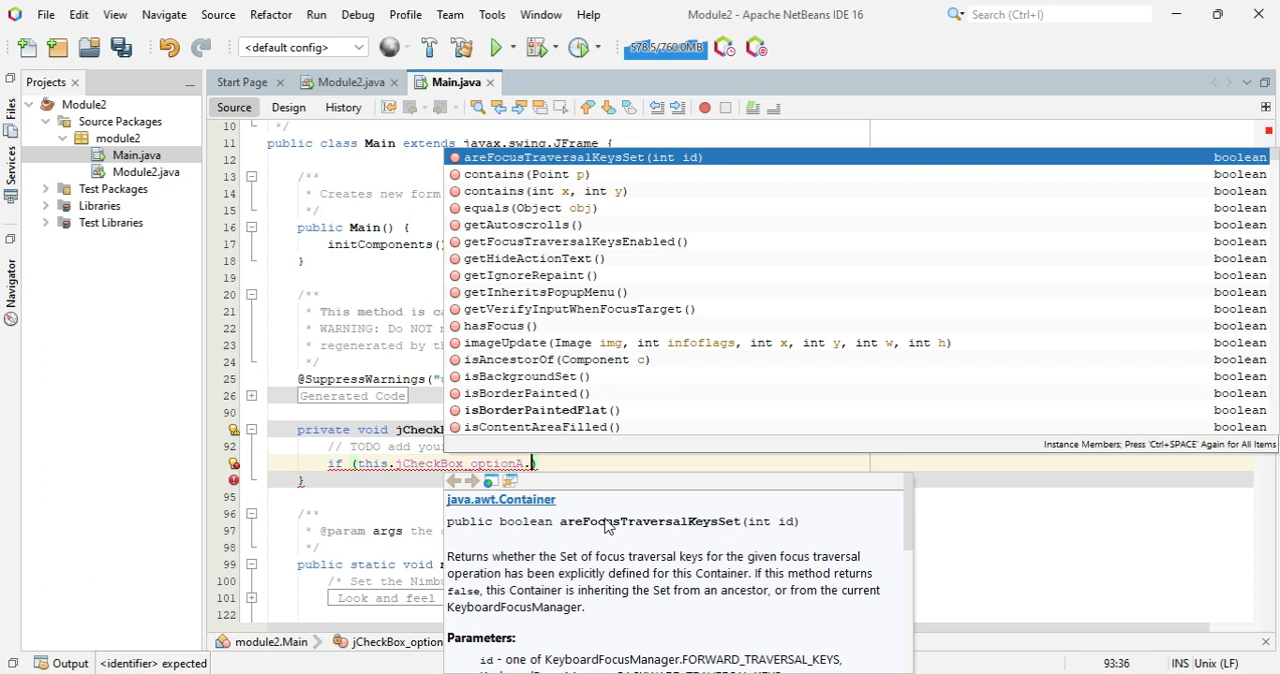 File Edit View Navigate Source Refactor Run Debug Profile Team Tools Window Help
Module2 - Apache NetBeans IDE 16
Search (Ctrl+I)
<default config>
578.5/760.0MB
Projects
Start Page
Module2.java
Main.java
Files
Services
Navigator
Module2
Source Packages
module2
Main.java
Module2.java
Test Packages
Libraries
Test Libraries
Source Design History
10 */
11 public class Main extends javax.swing.JFrame {
12
13 /**
14 * Creates new form
15 */
16 public Main() {
17 initComponents()
18 }
19
20 /**
21 * This method is ca
22 * WARNING: Do NOT
23 * regenerated by th
24 */
25 @SuppressWarnings("
26 Generated Code
90
private void jCheck
92 // TODO add you
if (this.jCheckBox_optionA.)
}
95
96 /**
97 * @param args the
98 */
99 public static void
100 /* Set the Nimb
101 Look and feel
122
areFocusTraversalKeysSet(int id) boolean
contains(Point p) boolean
contains(int x, int y) boolean
equals(Object obj) boolean
getAutoscrolls() boolean
getFocusTraversalKeysEnabled() boolean
getHideActionText() boolean
getIgnoreRepaint() boolean
getInheritsPopupMenu() boolean
getVerifyInputWhenFocusTarget() boolean
hasFocus() boolean
imageUpdate(Image img, int infoflags, int x, int y, int w, int h) boolean
isAncestorOf(Component c) boolean
isBackgroundSet() boolean
isBorderPainted() boolean
isBorderPaintedFlat() boolean
isContentAreaFilled() boolean
Instance Members; Press 'Ctrl+SPACE' Again for All Items
java.awt.Container
public boolean areFocusTraversalKeysSet(int id)
Returns whether the Set of focus traversal keys for the given focus traversal
operation has been explicitly defined for this Container. If this method returns
false, this Container is inheriting the Set from an ancestor, or from the current
KeyboardFocusManager.
Parameters:
id - one of KeyboardFocusManager.FORWARD_TRAVERSAL_KEYS,
module2.Main
jCheckBox_option
Output
<identifier> expected
93:36
INS
Unix (LF)